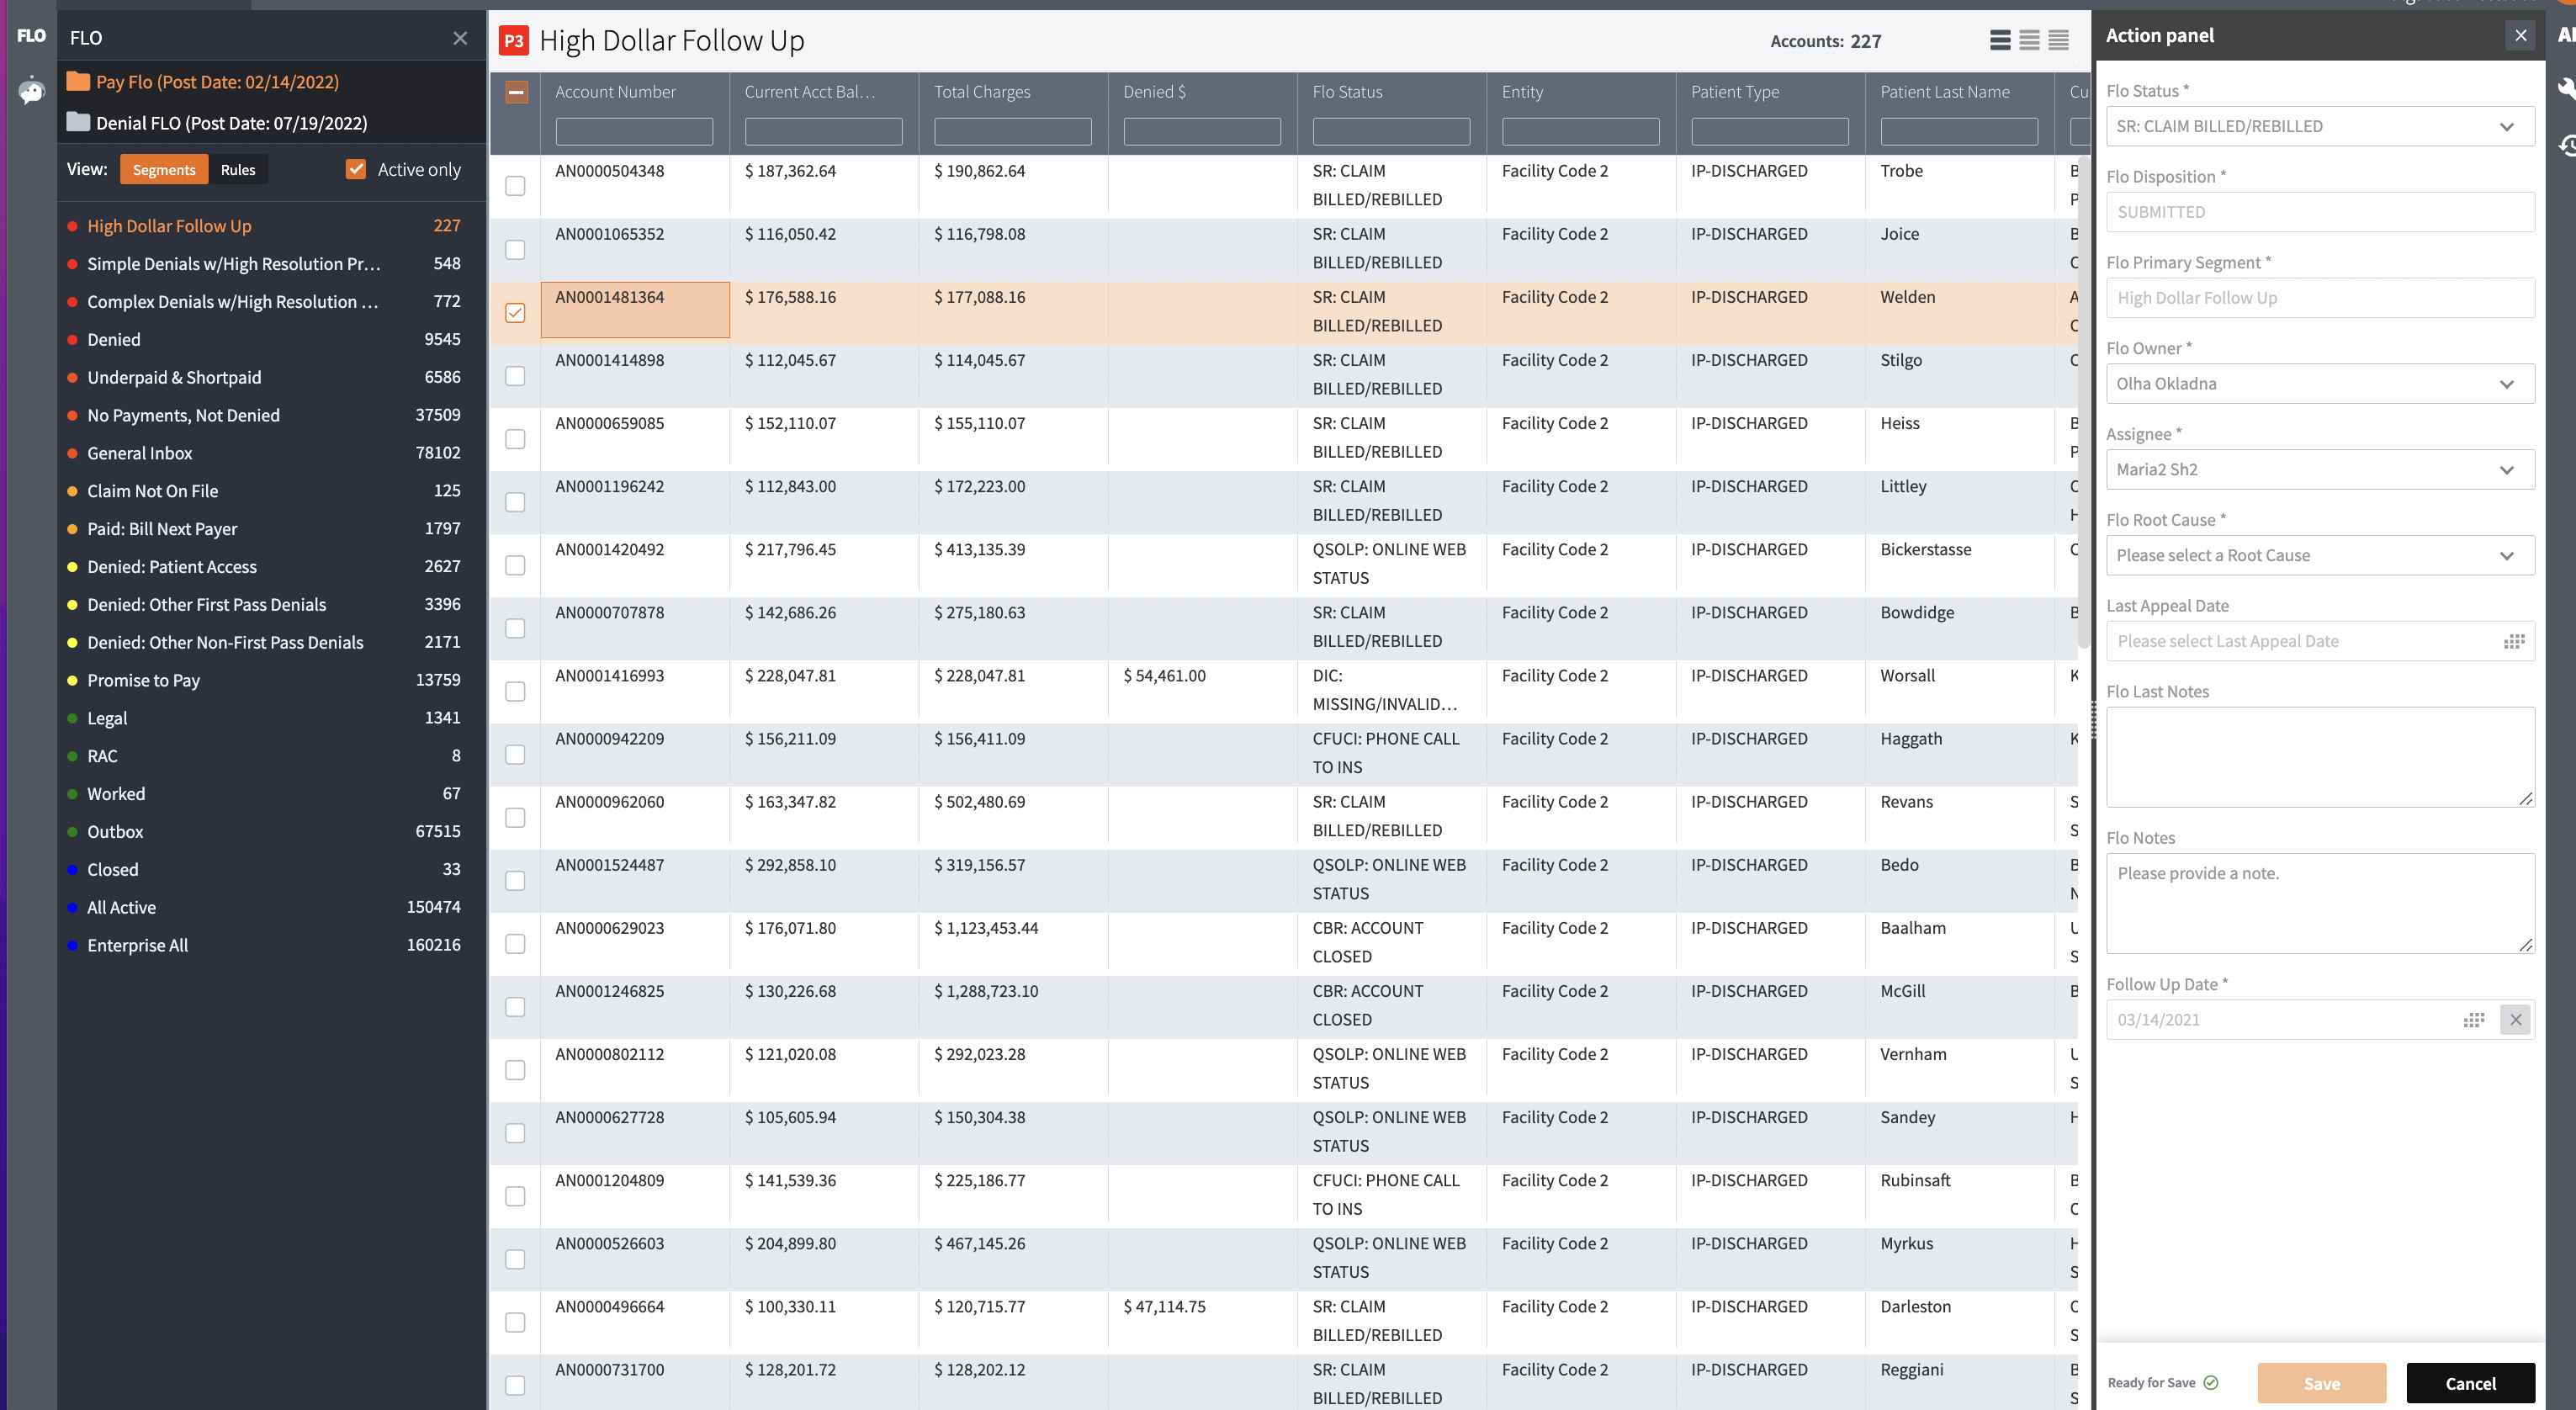 FLO
FLO
Pay Flo (Post Date: 02/14/2022)
Denial FLO (Post Date: 07/19/2022)
View: Segments Rules Active only
High Dollar Follow Up 227
Simple Denials w/High Resolution Pr... 548
Complex Denials w/High Resolution ... 772
Denied 9545
Underpaid & Shortpaid 6586
No Payments, Not Denied 37509
General Inbox 78102
Claim Not On File 125
Paid: Bill Next Payer 1797
Denied: Patient Access 2627
Denied: Other First Pass Denials 3396
Denied: Other Non-First Pass Denials 2171
Promise to Pay 13759
Legal 1341
RAC 8
Worked 67
Outbox 67515
Closed 33
All Active 150474
Enterprise All 160216
P3 High Dollar Follow Up Accounts: 227
Account Number Current Acct Bal... Total Charges Denied $ Flo Status Entity Patient Type Patient Last Name Cu
AN0000504348 $ 187,362.64 $ 190,862.64 SR: CLAIM Facility Code 2 IP-DISCHARGED Trobe
BILLED/REBILLED
AN0001065352 $ 116,050.42 $ 116,798.08 SR: CLAIM Facility Code 2 IP-DISCHARGED Joice
BILLED/REBILLED
AN0001481364 $ 176,588.16 $ 177,088.16 SR: CLAIM Facility Code 2 IP-DISCHARGED Welden
BILLED/REBILLED
AN0001414898 $ 112,045.67 $ 114,045.67 SR: CLAIM Facility Code 2 IP-DISCHARGED Stilgo
BILLED/REBILLED
AN0000659085 $ 152,110.07 $ 155,110.07 SR: CLAIM Facility Code 2 IP-DISCHARGED Heiss
BILLED/REBILLED
AN0001196242 $ 112,843.00 $ 172,223.00 SR: CLAIM Facility Code 2 IP-DISCHARGED Littley
BILLED/REBILLED
AN0001420492 $ 217,796.45 $ 413,135.39 QSOLP: ONLINE WEB Facility Code 2 IP-DISCHARGED Bickerstasse
STATUS
AN0000707878 $ 142,686.26 $ 275,180.63 SR: CLAIM Facility Code 2 IP-DISCHARGED Bowdidge
BILLED/REBILLED
AN0001416993 $ 228,047.81 $ 228,047.81 $ 54,461.00 DIC: Facility Code 2 IP-DISCHARGED Worsall
MISSING/INVALID...
AN0000942209 $ 156,211.09 $ 156,411.09 CFUCI: PHONE CALL Facility Code 2 IP-DISCHARGED Haggath
TO INS
AN0000962060 $ 163,347.82 $ 502,480.69 SR: CLAIM Facility Code 2 IP-DISCHARGED Revans
BILLED/REBILLED
AN0001524487 $ 292,858.10 $ 319,156.57 QSOLP: ONLINE WEB Facility Code 2 IP-DISCHARGED Bedo
STATUS
AN0000629023 $ 176,071.80 $ 1,123,453.44 CBR: ACCOUNT Facility Code 2 IP-DISCHARGED Baalham
CLOSED
AN0001246825 $ 130,226.68 $ 1,288,723.10 CBR: ACCOUNT Facility Code 2 IP-DISCHARGED McGill
CLOSED
AN0000802112 $ 121,020.08 $ 292,023.28 QSOLP: ONLINE WEB Facility Code 2 IP-DISCHARGED Vernham
STATUS
AN0000627728 $ 105,605.94 $ 150,304.38 QSOLP: ONLINE WEB Facility Code 2 IP-DISCHARGED Sandey
STATUS
AN0001204809 $ 141,539.36 $ 225,186.77 CFUCI: PHONE CALL Facility Code 2 IP-DISCHARGED Rubinsaft
TO INS
AN0000526603 $ 204,899.80 $ 467,145.26 QSOLP: ONLINE WEB Facility Code 2 IP-DISCHARGED Myrkus
STATUS
AN0000496664 $ 100,330.11 $ 120,715.77 $ 47,114.75 SR: CLAIM Facility Code 2 IP-DISCHARGED Darleston
BILLED/REBILLED
AN0000731700 $ 128,201.72 $ 128,202.12 SR: CLAIM Facility Code 2 IP-DISCHARGED Reggiani
BILLED/REBILLED
Action panel
Flo Status *
SR: CLAIM BILLED/REBILLED
Flo Disposition *
SUBMITTED
Flo Primary Segment *
High Dollar Follow Up
Flo Owner *
Olha Okladna
Assignee *
Maria2 Sh2
Flo Root Cause *
Please select a Root Cause
Last Appeal Date
Please select Last Appeal Date
Flo Last Notes
Flo Notes
Please provide a note.
Follow Up Date *
03/14/2021
Ready for Save Save Cancel